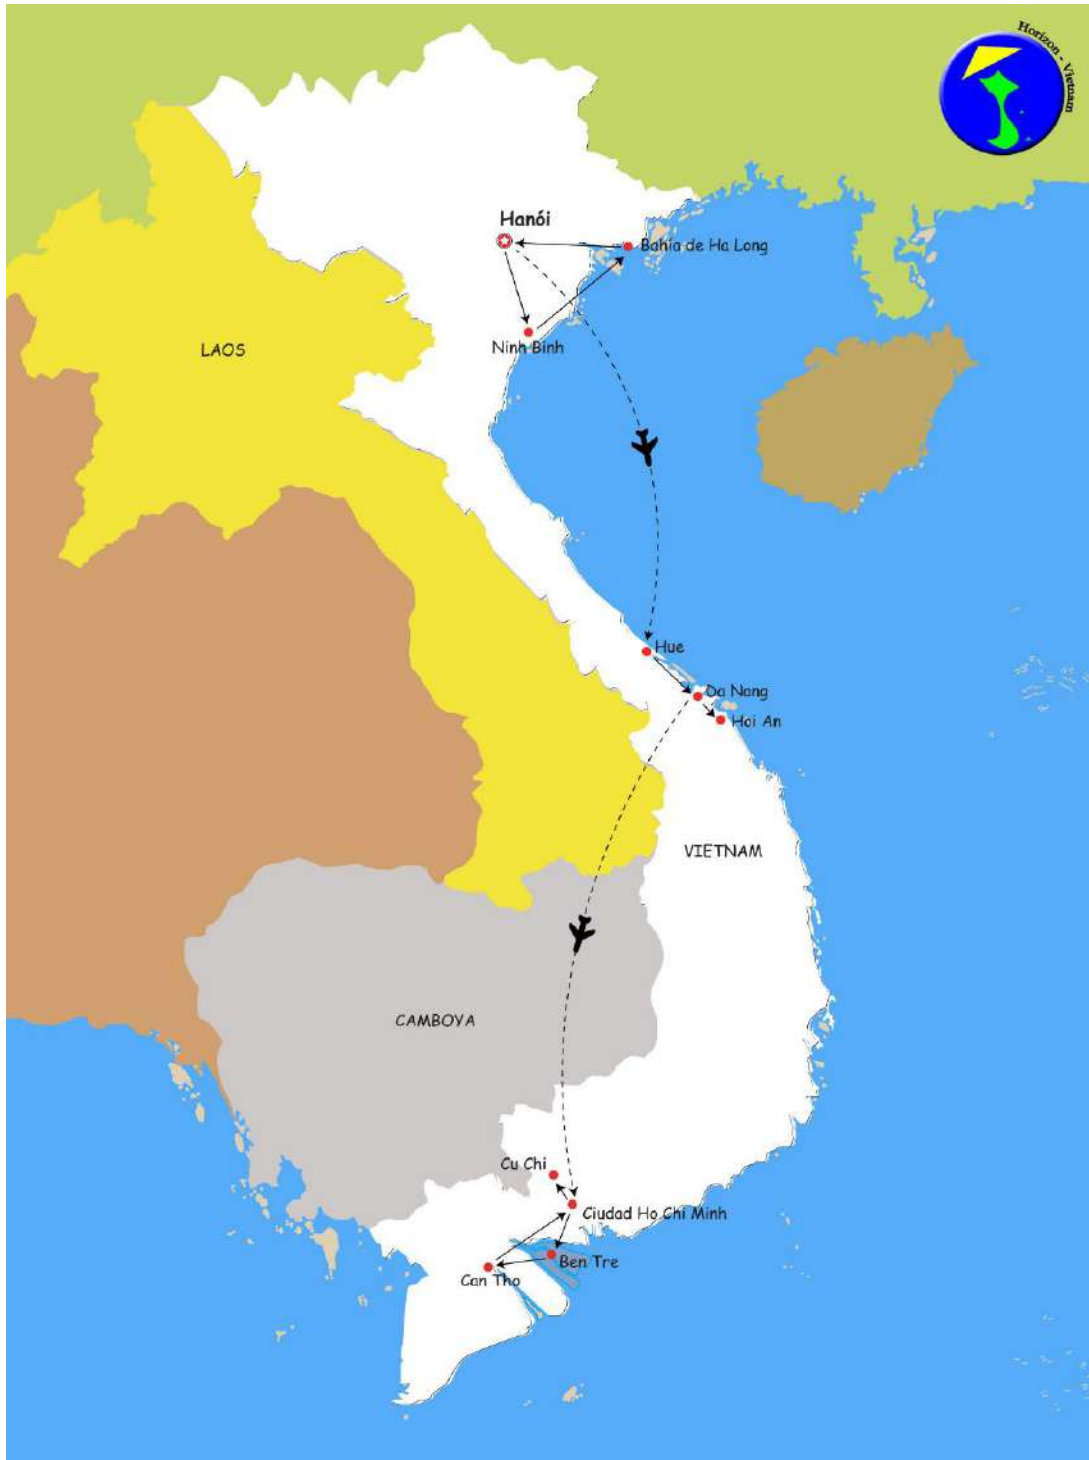 Horizon - Vietnam
Hanói
Bahía de Ha Long
Ninh Binh
LAOS
Hue
Da Nang
Hoi An
VIETNAM
CAMBOYA
Cu Chi
Ciudad Ho Chi Minh
Ben Tre
Can Tho